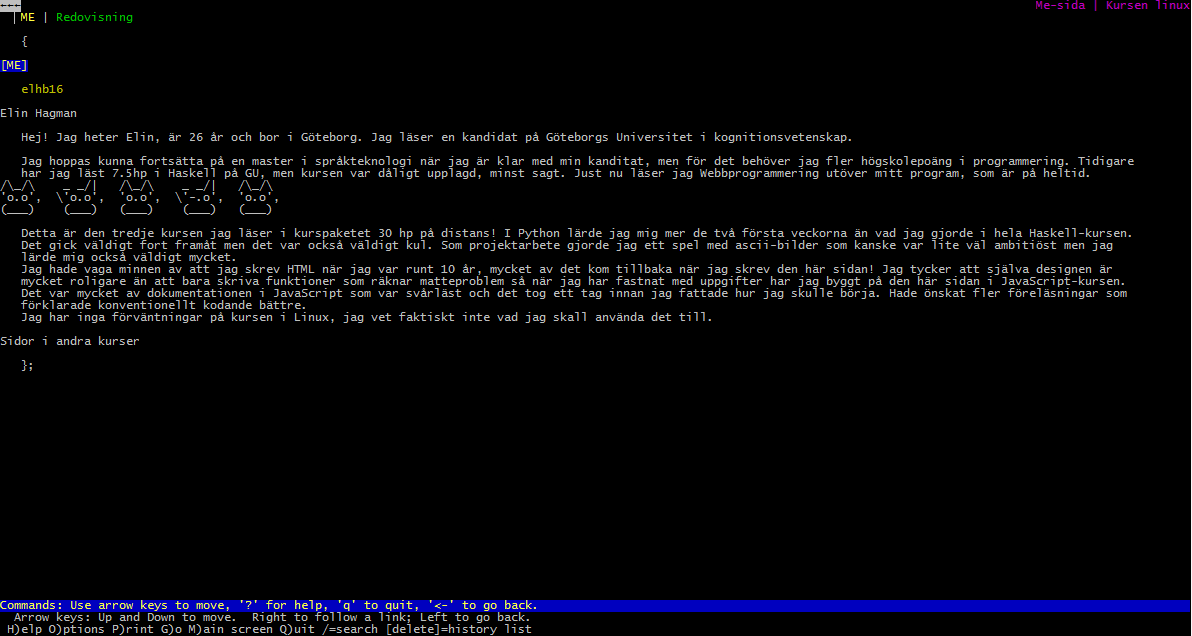 ←←← Me-sida | Kursen linux
| ME | Redovisning
{
[ME]
elhb16
Elin Hagman
Hej! Jag heter Elin, är 26 år och bor i Göteborg. Jag läser en kandidat på Göteborgs Universitet i kognitionsvetenskap.
Jag hoppas kunna fortsätta på en master i språkteknologi när jag är klar med min kanditat, men för det behöver jag fler högskolepoäng i programmering. Tidigare
har jag läst 7.5hp i Haskell på GU, men kursen var dåligt upplagd, minst sagt. Just nu läser jag Webbprogrammering utöver mitt program, som är på heltid.
/\_/\    _ _/|   /\_/\     _ _/|   /\_/\
'o.o',  \'o.o',  'o.o',  \'-.o',  'o.o',
(___)    (___)   (___)    (___)   (___)
Detta är den tredje kursen jag läser i kurspaketet 30 hp på distans! I Python lärde jag mig mer de två första veckorna än vad jag gjorde i hela Haskell-kursen.
Det gick väldigt fort framåt men det var också väldigt kul. Som projektarbete gjorde jag ett spel med ascii-bilder som kanske var lite väl ambitiöst men jag
lärde mig också väldigt mycket.
Jag hade vaga minnen av att jag skrev HTML när jag var runt 10 år, mycket av det kom tillbaka när jag skrev den här sidan! Jag tycker att själva designen är
mycket roligare än att bara skriva funktioner som räknar matteproblem så när jag har fastnat med uppgifter har jag byggt på den här sidan i JavaScript-kursen.
Det var mycket av dokumentationen i JavaScript som var svårläst och det tog ett tag innan jag fattade hur jag skulle börja. Hade önskat fler föreläsningar som
förklarade konventionellt kodande bättre.
Jag har inga förväntningar på kursen i Linux, jag vet faktiskt inte vad jag skall använda det till.
Sidor i andra kurser
};
Commands: Use arrow keys to move, '?' for help, 'q' to quit, '<-' to go back.
Arrow keys: Up and Down to move.  Right to follow a link; Left to go back.
H)elp O)ptions P)rint G)o M)ain screen Q)uit /=search [delete]=history list